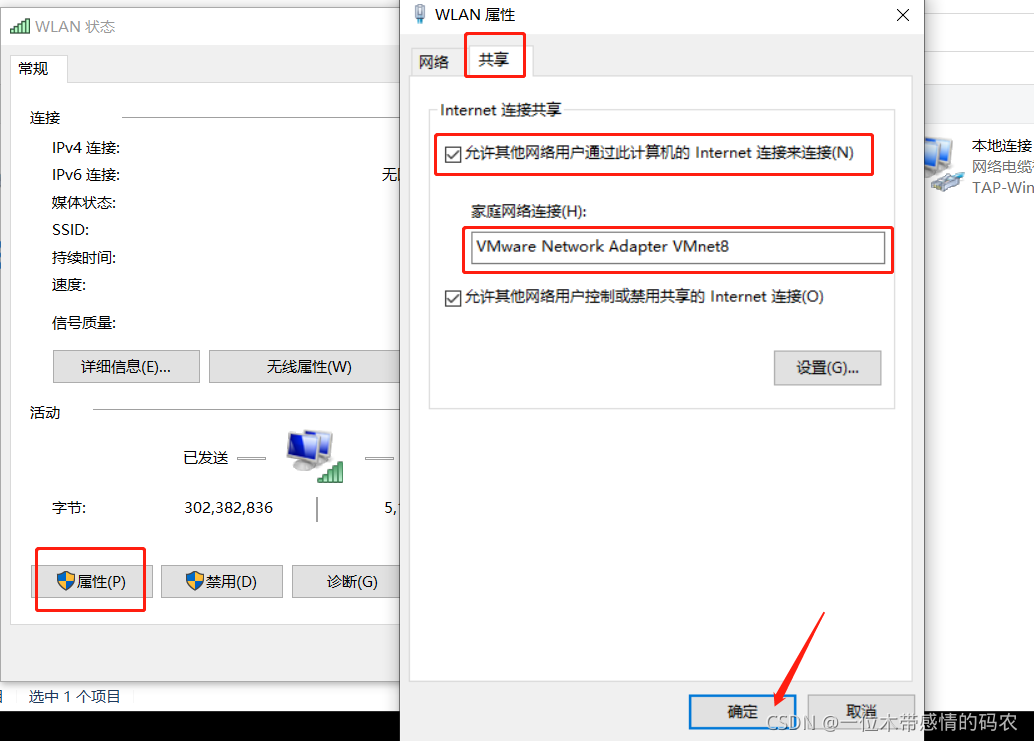 WLAN 状态
常规
连接
IPv4 连接:
IPv6 连接:
媒体状态:
SSID:
持续时间:
速度:
信号质量:
详细信息(E)...
无线属性(W)
活动
已发送
字节:
302,382,836
5,
属性(P)
禁用(D)
诊断(G)
选中 1 个项目
WLAN 属性
网络
共享
Internet 连接共享
允许其他网络用户通过此计算机的 Internet 连接来连接(N)
家庭网络连接(H):
VMware Network Adapter VMnet8
允许其他网络用户控制或禁用共享的 Internet 连接(O)
设置(G)...
确定
取消
本地连接
网络电缆
TAP-Win
CSDN @一位木带感情的码农